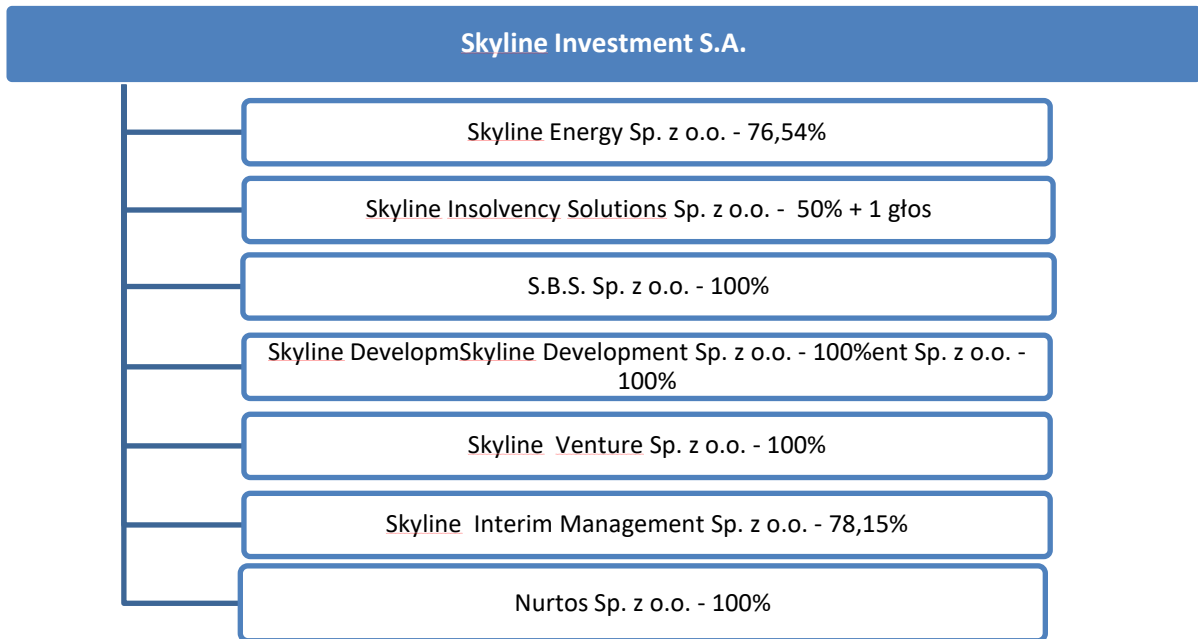 Skyline Investment S.A.
Skyline Energy Sp. z o.o. - 76,54%
Skyline Insolvency Solutions Sp. z o.o. - 50% + 1 głos
S.B.S. Sp. z o.o. - 100%
Skyline DevelopmSkyline Development Sp. z o.o. - 100%ent Sp. z o.o. -
100%
Skyline Venture Sp. z o.o. - 100%
Skyline Interim Management Sp. z o.o. - 78,15%
Nurtos Sp. z o.o. - 100%